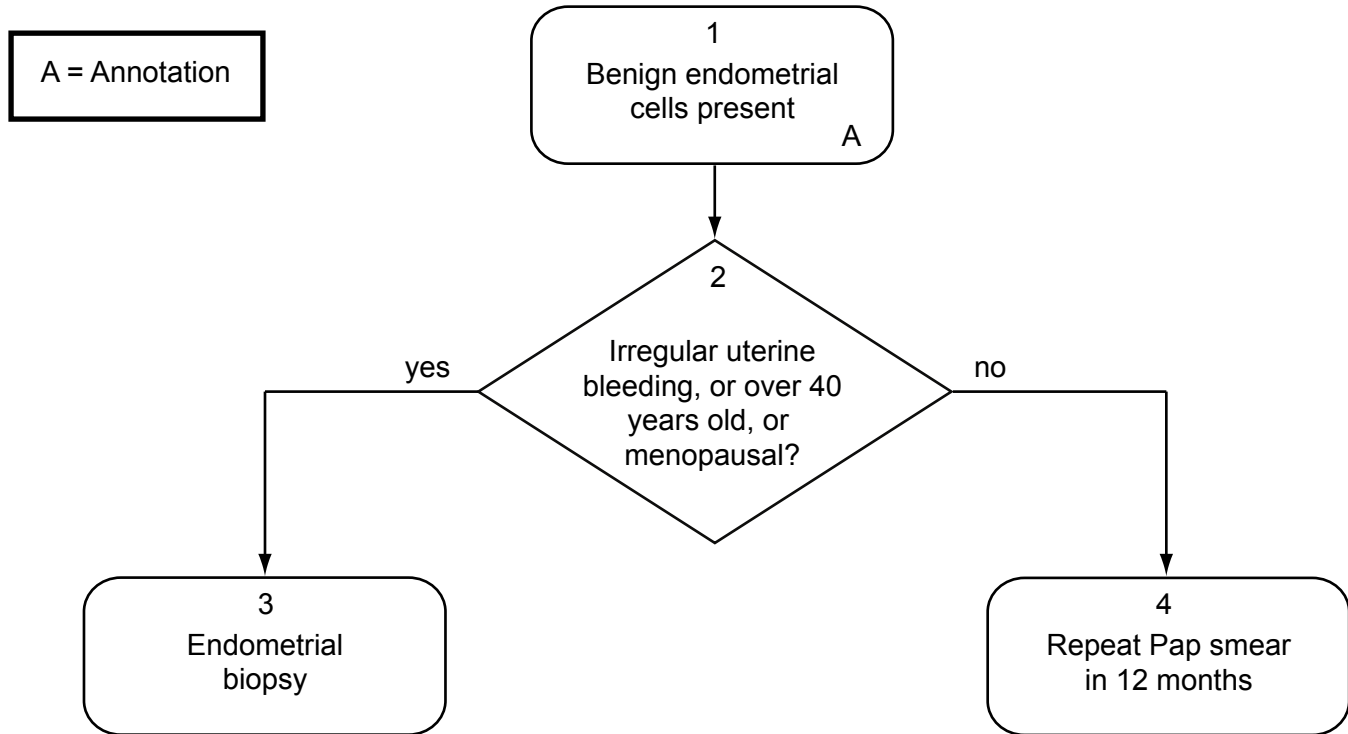 A = Annotation
1
Benign endometrial
cells present
A
2
Irregular uterine
bleeding, or over 40
years old, or
menopausal?
yes
no
3
Endometrial
biopsy
4
Repeat Pap smear
in 12 months